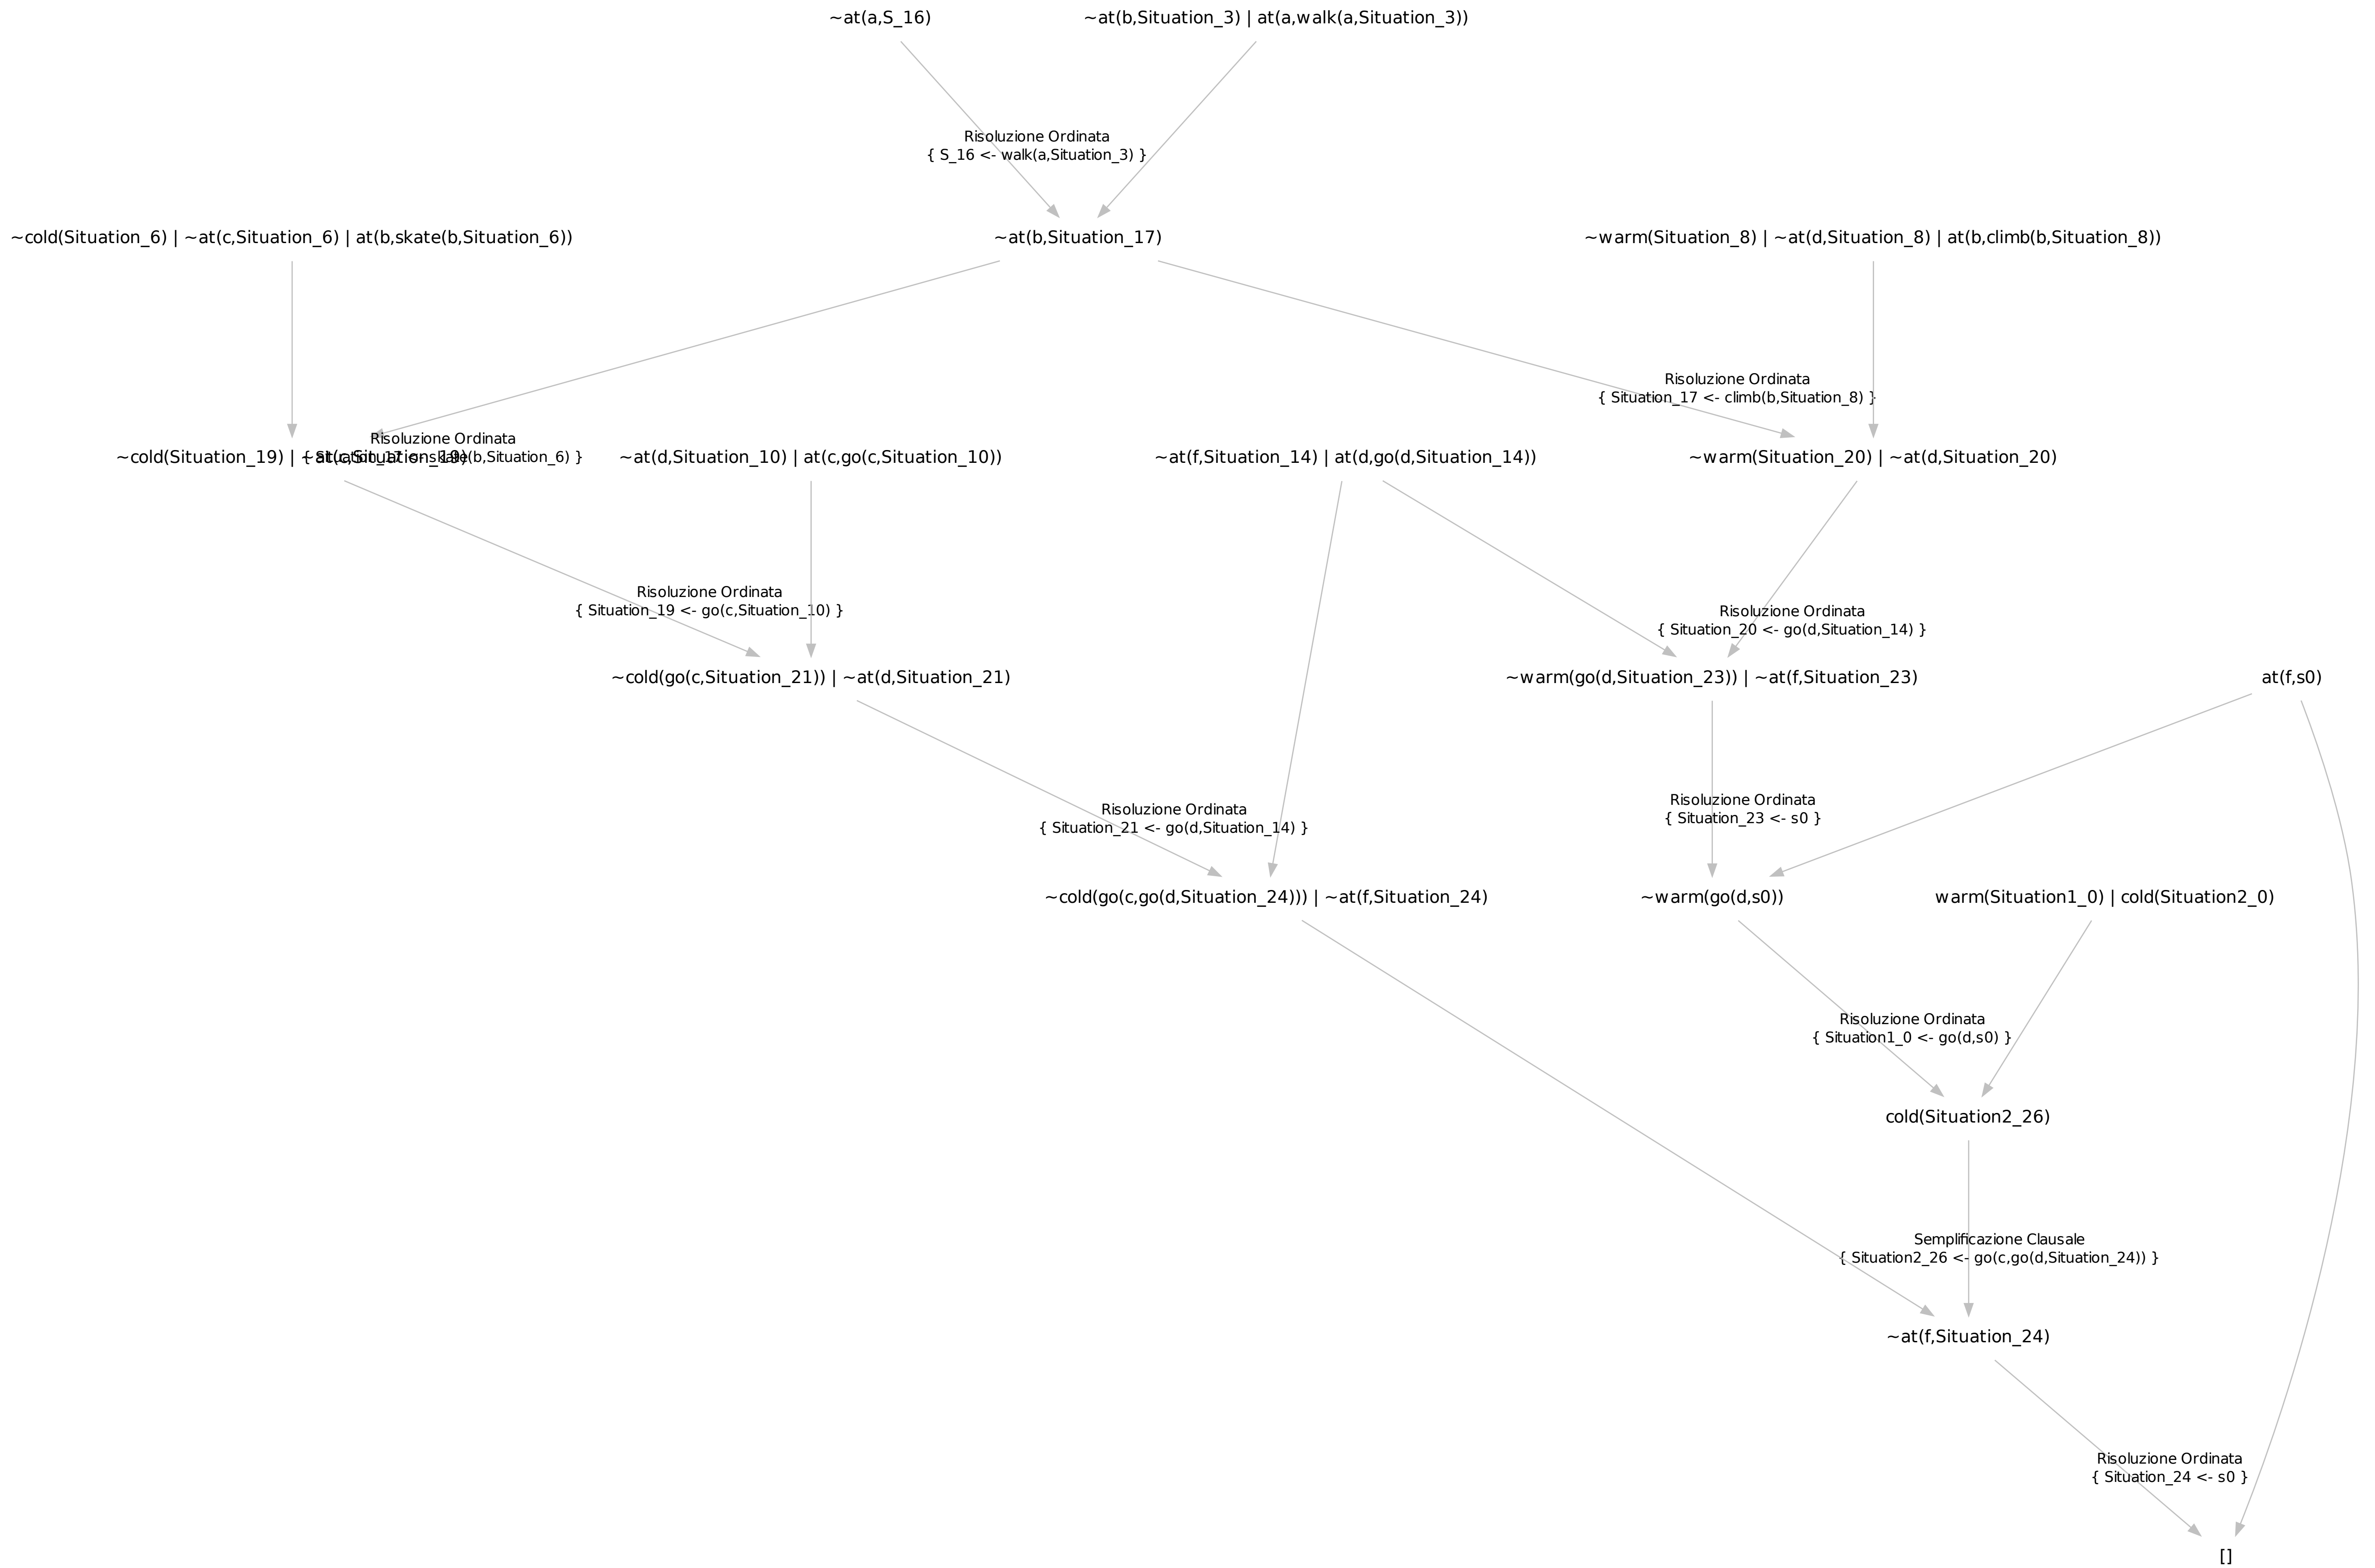 ~at(a,S_16)
~at(b,Situation_3) | at(a,walk(a,Situation_3))
Risoluzione Ordinata
{ S_16 <- walk(a,Situation_3) }
~cold(Situation_6) | ~at(c,Situation_6) | at(b,skate(b,Situation_6))
~at(b,Situation_17)
~warm(Situation_8) | ~at(d,Situation_8) | at(b,climb(b,Situation_8))
Risoluzione Ordinata
{ Situation_17 <- climb(b,Situation_8) }
Risoluzione Ordinata
{ Situation_17 <- skate(b,Situation_6) }
~cold(Situation_19) | ~at(c,Situation_19)
~at(d,Situation_10) | at(c,go(c,Situation_10))
~at(f,Situation_14) | at(d,go(d,Situation_14))
~warm(Situation_20) | ~at(d,Situation_20)
Risoluzione Ordinata
{ Situation_19 <- go(c,Situation_10) }
Risoluzione Ordinata
{ Situation_20 <- go(d,Situation_14) }
~cold(go(c,Situation_21)) | ~at(d,Situation_21)
~warm(go(d,Situation_23)) | ~at(f,Situation_23)
at(f,s0)
Risoluzione Ordinata
{ Situation_21 <- go(d,Situation_14) }
Risoluzione Ordinata
{ Situation_23 <- s0 }
~cold(go(c,go(d,Situation_24))) | ~at(f,Situation_24)
~warm(go(d,s0))
warm(Situation1_0) | cold(Situation2_0)
Risoluzione Ordinata
{ Situation1_0 <- go(d,s0) }
cold(Situation2_26)
Semplificazione Clausale
{ Situation2_26 <- go(c,go(d,Situation_24)) }
~at(f,Situation_24)
Risoluzione Ordinata
{ Situation_24 <- s0 }
[]